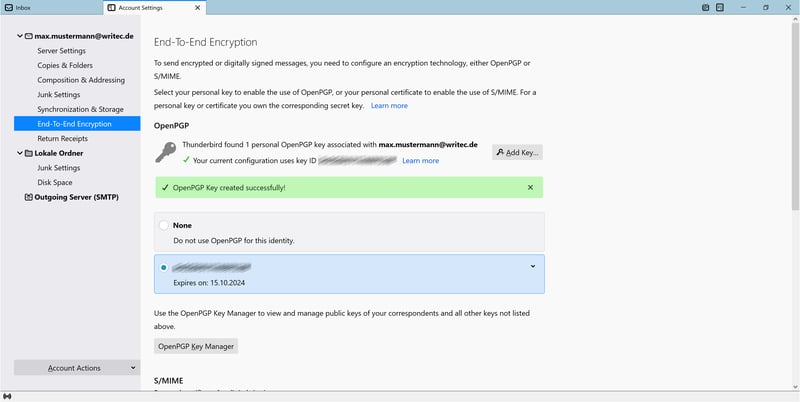 Inbox
Account Settings
max.mustermann@writec.de
Server Settings
Copies & Folders
Composition & Addressing
Junk Settings
Synchronization & Storage
End-To-End Encryption
Return Receipts
Lokale Ordner
Junk Settings
Disk Space
Outgoing Server (SMTP)
Account Actions
End-To-End Encryption
To send encrypted or digitally signed messages, you need to configure an encryption technology, either OpenPGP or
S/MIME.
Select your personal key to enable the use of OpenPGP, or your personal certificate to enable the use of S/MIME. For a
personal key or certificate you own the corresponding secret key. Learn more
OpenPGP
Thunderbird found 1 personal OpenPGP key associated with max.mustermann@writec.de
Your current configuration uses key ID Learn more
Add Key...
OpenPGP Key created successfully!
None
Do not use OpenPGP for this identity.
Expires on: 15.10.2024
Use the OpenPGP Key Manager to view and manage public keys of your correspondents and all other keys not listed
above.
OpenPGP Key Manager
S/MIME